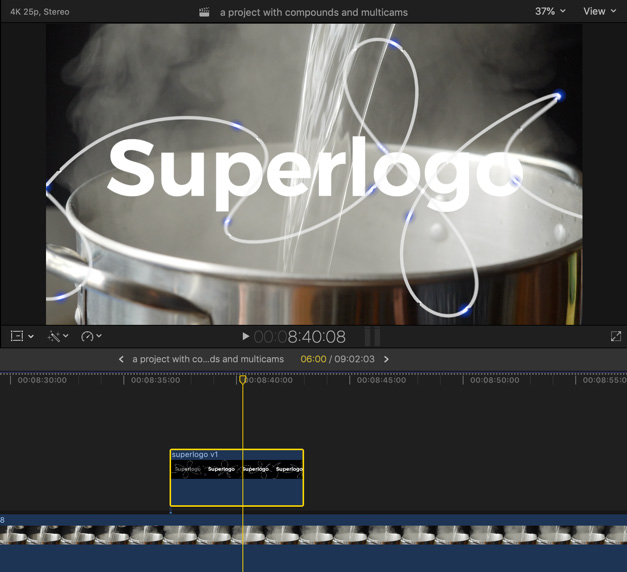 4K 25p, Stereo
a project with compounds and multicams
37%
View
Superlogo
00:08:40:08
a project with co...ds and multicams
06:00 / 09:02:03
00:08:30:00
00:08:35:00
00:08:40:00
00:08:45:00
00:08:50:00
00:08:55:0
superlogo v1
Superlogo Superlogo Superlogo Superlogo
8